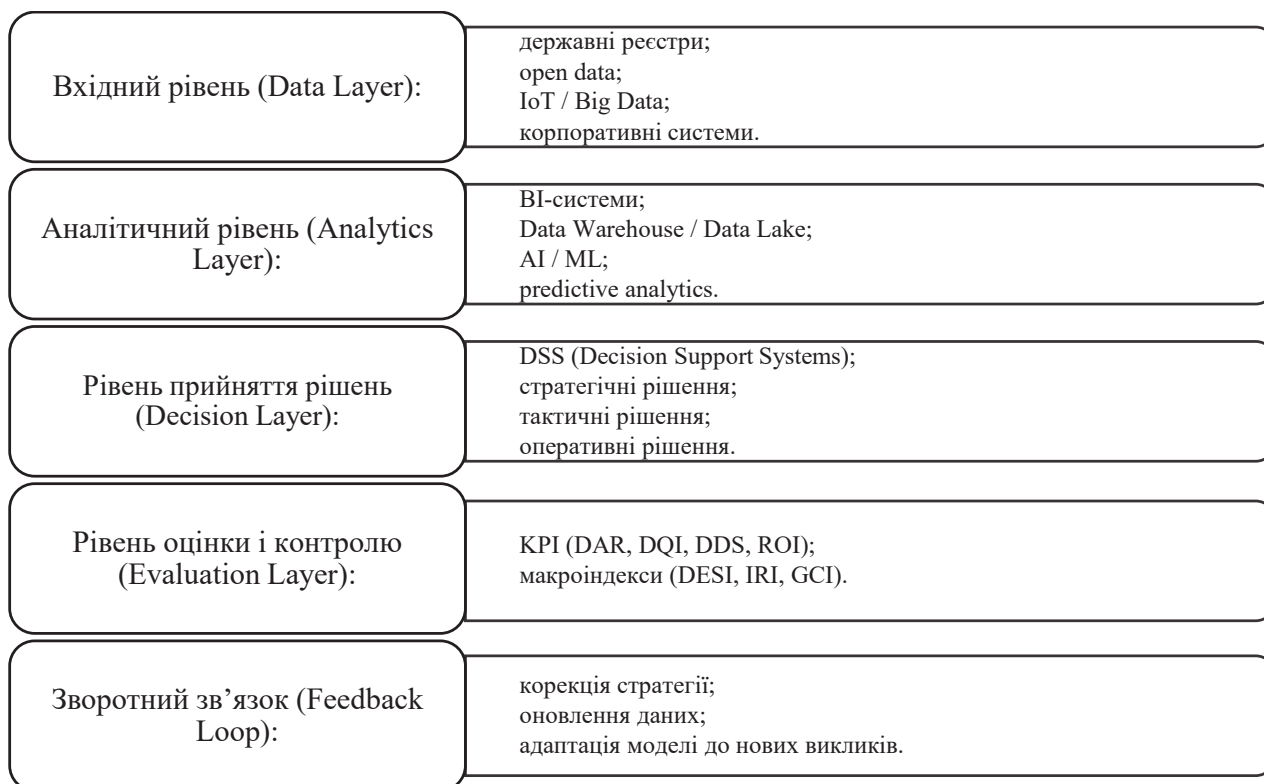 Вхідний рівень (Data Layer):
державні реєстри;
open data;
IoT / Big Data;
корпоративні системи.
Аналітичний рівень (Analytics
Layer):
BI-системи;
Data Warehouse / Data Lake;
AI / ML;
predictive analytics.
Рівень прийняття рішень
(Decision Layer):
DSS (Decision Support Systems);
стратегічні рішення;
тактичні рішення;
оперативні рішення.
Рівень оцінки і контролю
(Evaluation Layer):
KPI (DAR, DQI, DDS, ROI);
макроіндекси (DESI, IRI, GCI).
Зворотний зв’язок (Feedback
Loop):
корекція стратегії;
оновлення даних;
адаптація моделі до нових викликів.